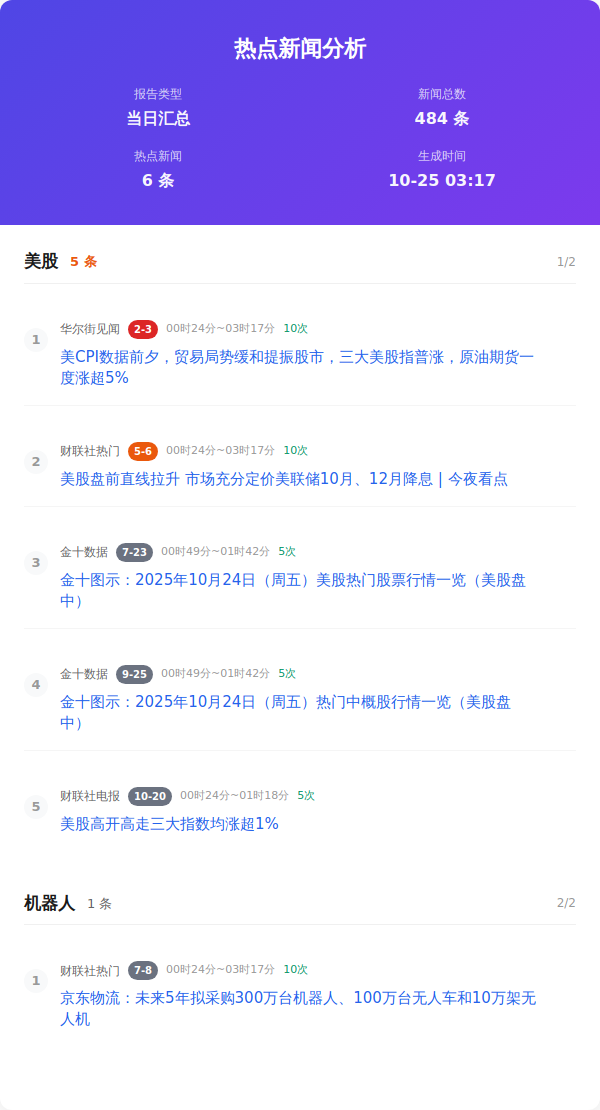 热点新闻分析
报告类型
当日汇总
新闻总数
484 条
热点新闻
6 条
生成时间
10-25 03:17
美股 5 条 1/2
1 华尔街见闻 2-3 00时24分~03时17分 10次
美CPI数据前夕，贸易局势缓和提振股市，三大美股指普涨，原油期货一
度涨超5%
2 财联社热门 5-6 00时24分~03时17分 10次
美股盘前直线拉升 市场充分定价美联储10月、12月降息 | 今夜看点
3 金十数据 7-23 00时49分~01时42分 5次
金十图示：2025年10月24日（周五）美股热门股票行情一览（美股盘
中）
4 金十数据 9-25 00时49分~01时42分 5次
金十图示：2025年10月24日（周五）热门中概股行情一览（美股盘
中）
5 财联社电报 10-20 00时24分~01时18分 5次
美股高开高走三大指数均涨超1%
机器人 1 条 2/2
1 财联社热门 7-8 00时24分~03时17分 10次
京东物流：未来5年拟采购300万台机器人、100万台无人车和10万架无
人机